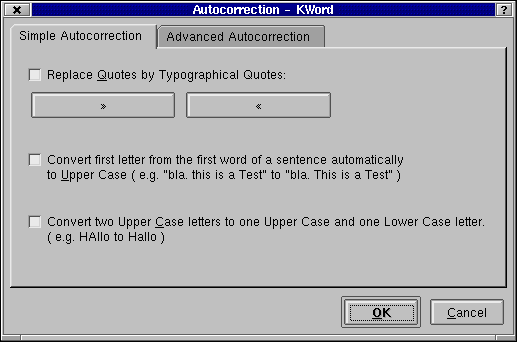 Autocorrection - KWord
Simple Autocorrection
Advanced Autocorrection
Replace Quotes by Typographical Quotes:
»
«
Convert first letter from the first word of a sentence automatically
to Upper Case ( e.g. "bla. this is a Test" to "bla. This is a Test" )
Convert two Upper Case letters to one Upper Case and one Lower Case letter.
( e.g. HAllo to Hallo )
OK
Cancel